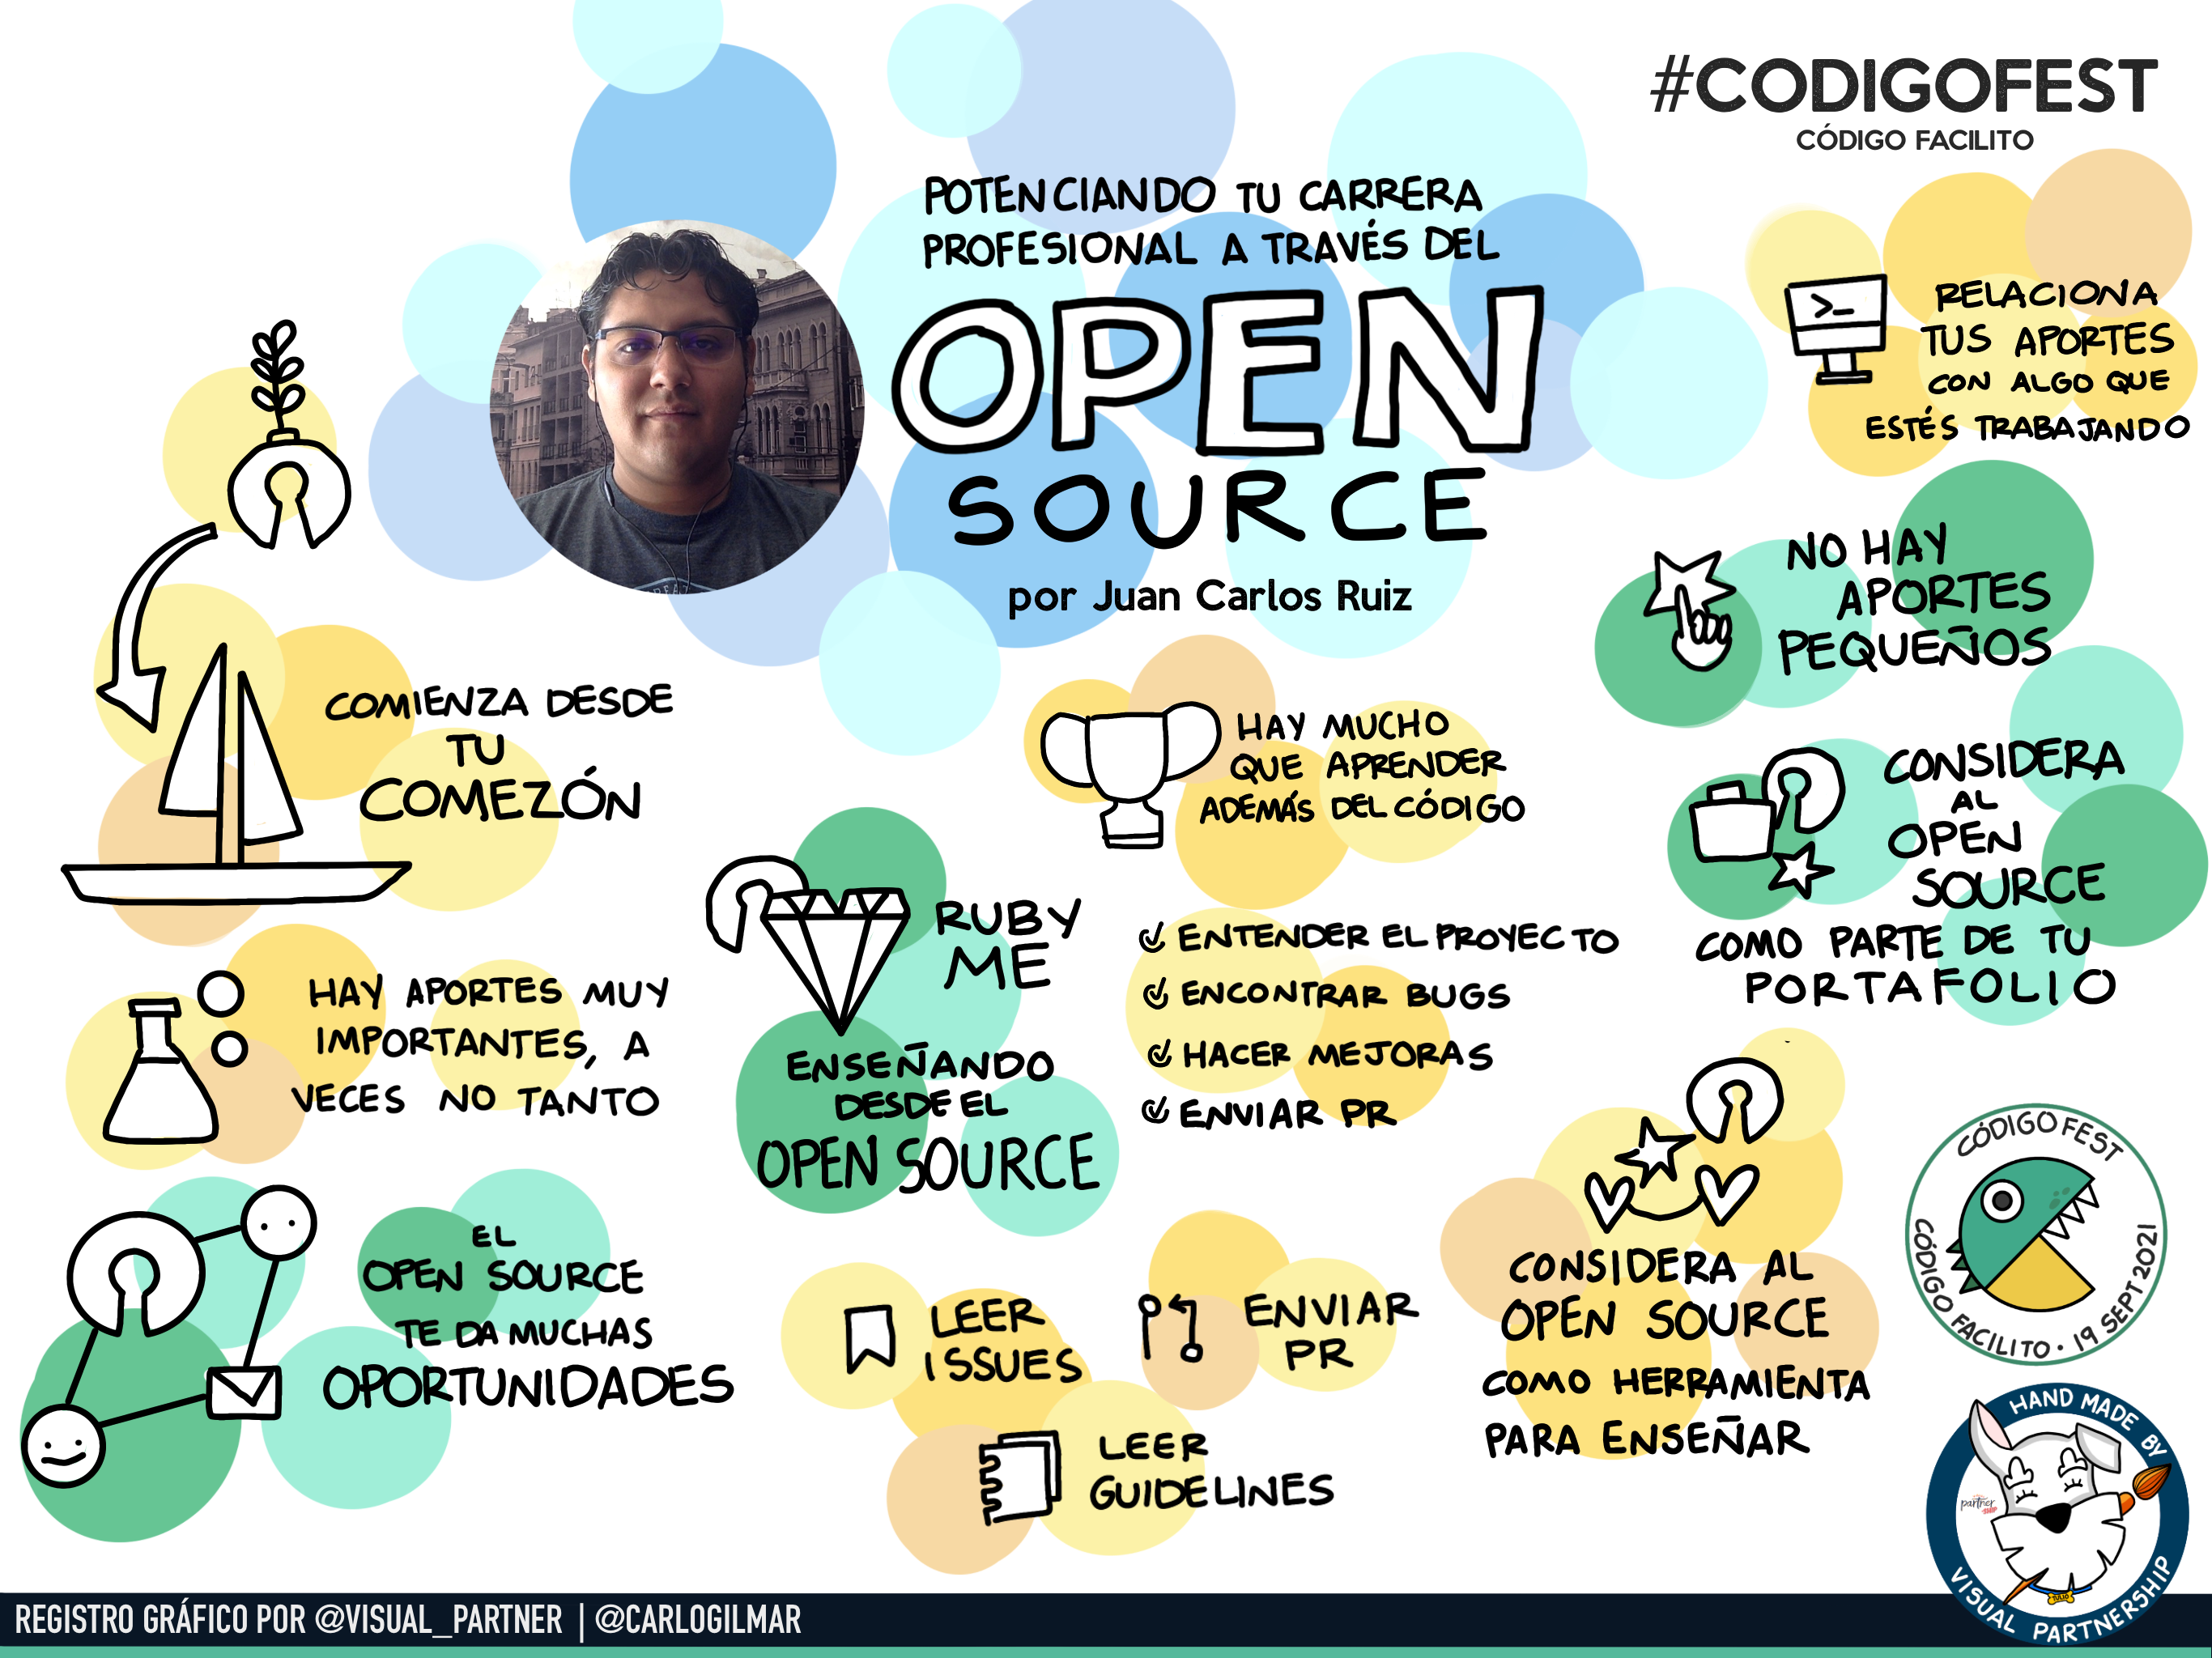 #CODIGOFEST
CÓDIGO FACILITO
POTENCIANDO TU CARRERA
PROFESIONAL A TRAVÉS DEL
OPEN
SOURCE
por Juan Carlos Ruiz
COMIENZA DESDE
TU
COMEZÓN
HAY APORTES MUY
IMPORTANTES, A
VECES NO TANTO
EL
OPEN SOURCE
TE DA MUCHAS
OPORTUNIDADES
RUBY
ME
ENSEÑANDO
DESDE EL
OPEN SOURCE
HAY MUCHO
QUE APRENDER
ADEMÁS DEL CÓDIGO
ENTENDER EL PROYECTO
ENCONTRAR BUGS
HACER MEJORAS
ENVIAR PR
LEER
ISSUES
ENVIAR
PR
LEER
GUIDELINES
RELACIONA
TUS APORTES
CON ALGO QUE
ESTÉS TRABAJANDO
NO HAY
APORTES
PEQUEÑOS
CONSIDERA
AL
OPEN
SOURCE
COMO PARTE DE TU
PORTAFOLIO
CONSIDERA AL
OPEN SOURCE
COMO HERRAMIENTA
PARA ENSEÑAR
CÓDIGO FEST
CÓDIGO FACILITO · 19 SEPT 2021
HAND MADE BY
partner
TULIO
VISUAL PARTNERSHIP
REGISTRO GRÁFICO POR @VISUAL_PARTNER | @CARLOGILMAR